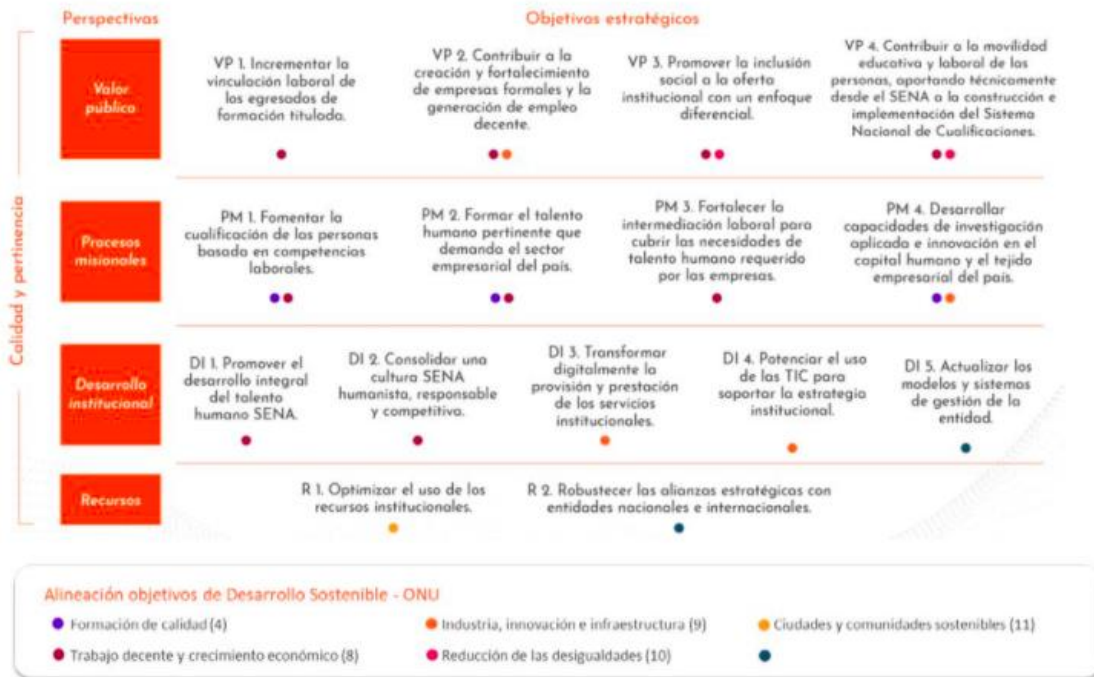 Perspectivas
Objetivos estratégicos
Calidad y pertinencia
Valor
público
VP 1. Incrementar la
vinculación laboral de
los egresados de
formación titulada.
VP 2. Contribuir a la
creación y fortalecimiento
de empresas formales y la
generación de empleo
decente.
VP 3. Promover la inclusión
social a la oferta
institucional con un enfoque
diferencial.
VP 4. Contribuir a la movilidad
educativa y laboral de las
personas, aportando técnicamente
desde el SENA a la construcción e
implementación del Sistema
Nacional de Cualificaciones.
Procesos
misionales
PM 1. Fomentar la
cualificación de las personas
basada en competencias
laborales.
PM 2. Formar el talento
humano pertinente que
demanda el sector
empresarial del país.
PM 3. Fortalecer la
intermediación laboral para
cubrir las necesidades de
talento humano requerido
por las empresas.
PM 4. Desarrollar
capacidades de investigación
aplicada e innovación en el
capital humano y el tejido
empresarial del país.
Desarrollo
institucional
DI 1. Promover el
desarrollo integral
del talento
humano SENA.
DI 2. Consolidar una
cultura SENA
humanista, responsable
y competitiva.
DI 3. Transformar
digitalmente la
provisión y prestación
de los servicios
institucionales.
DI 4. Potenciar el uso
de las TIC para
soportar la estrategia
institucional.
DI 5. Actualizar los
modelos y sistemas
de gestión de la
entidad.
Recursos
R 1. Optimizar el uso de los
recursos institucionales.
R 2. Robustecer las alianzas estratégicas con
entidades nacionales e internacionales.
Alineación objetivos de Desarrollo Sostenible - ONU
Formación de calidad (4)
Industria, innovación e infraestructura (9)
Ciudades y comunidades sostenibles (11)
Trabajo decente y crecimiento económico (8)
Reducción de las desigualdades (10)